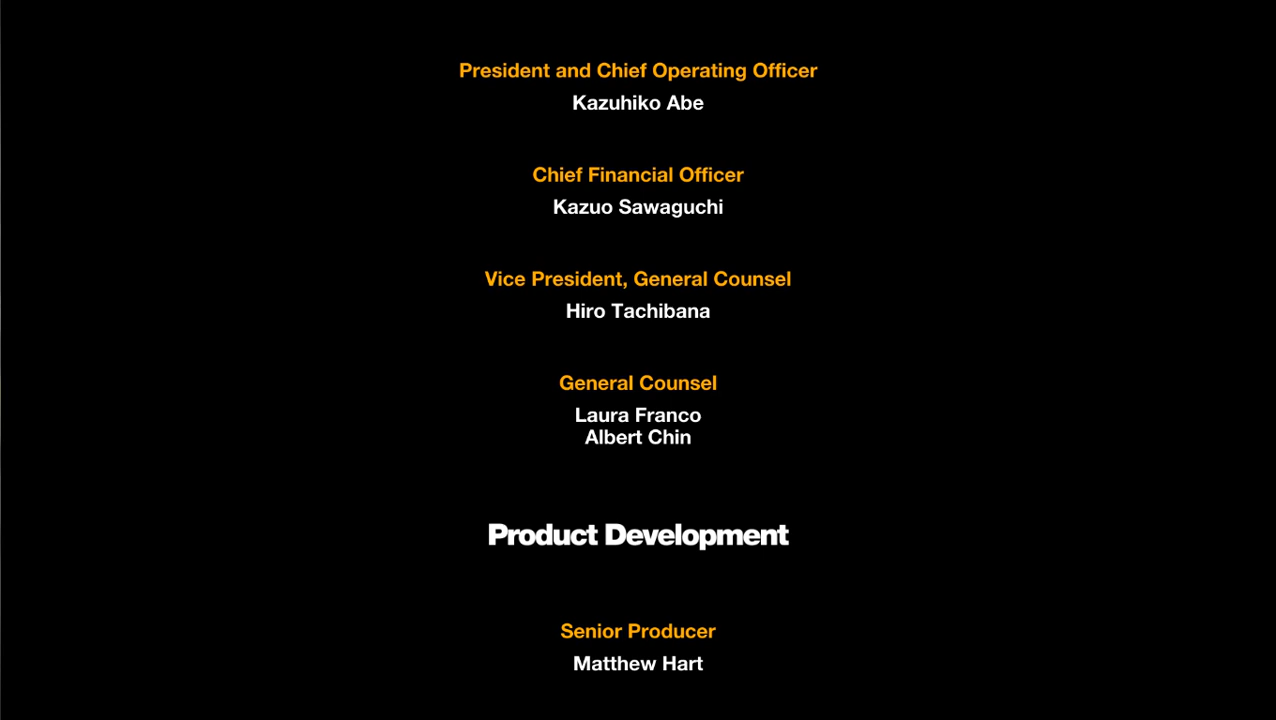 President and Chief Operating Officer
Kazuhiko Abe
Chief Financial Officer
Kazuo Sawaguchi
Vice President, General Counsel
Hiro Tachibana
General Counsel
Laura Franco
Albert Chin
Product Development
Senior Producer
Matthew Hart